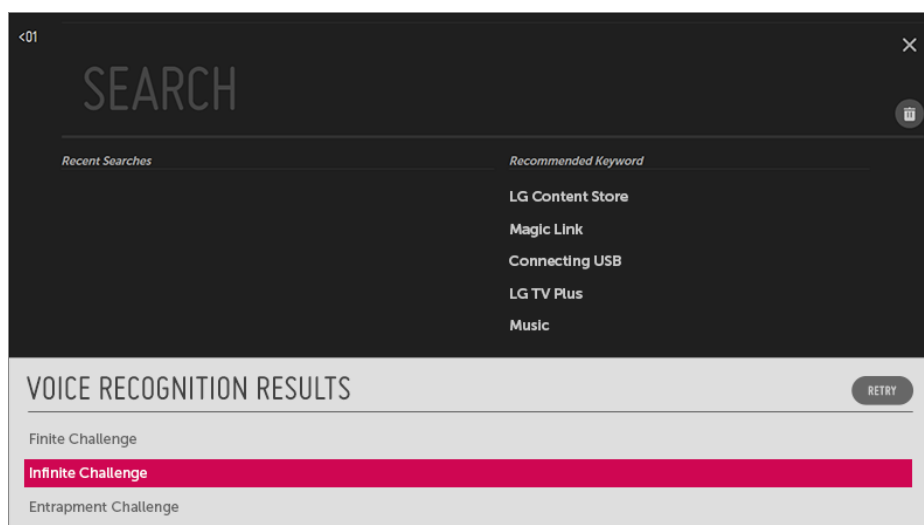 <01
SEARCH
Recent Searches
Recommended Keyword
LG Content Store
Magic Link
Connecting USB
LG TV Plus
Music
VOICE RECOGNITION RESULTS
RETRY
Finite Challenge
Infinite Challenge
Entrapment Challenge